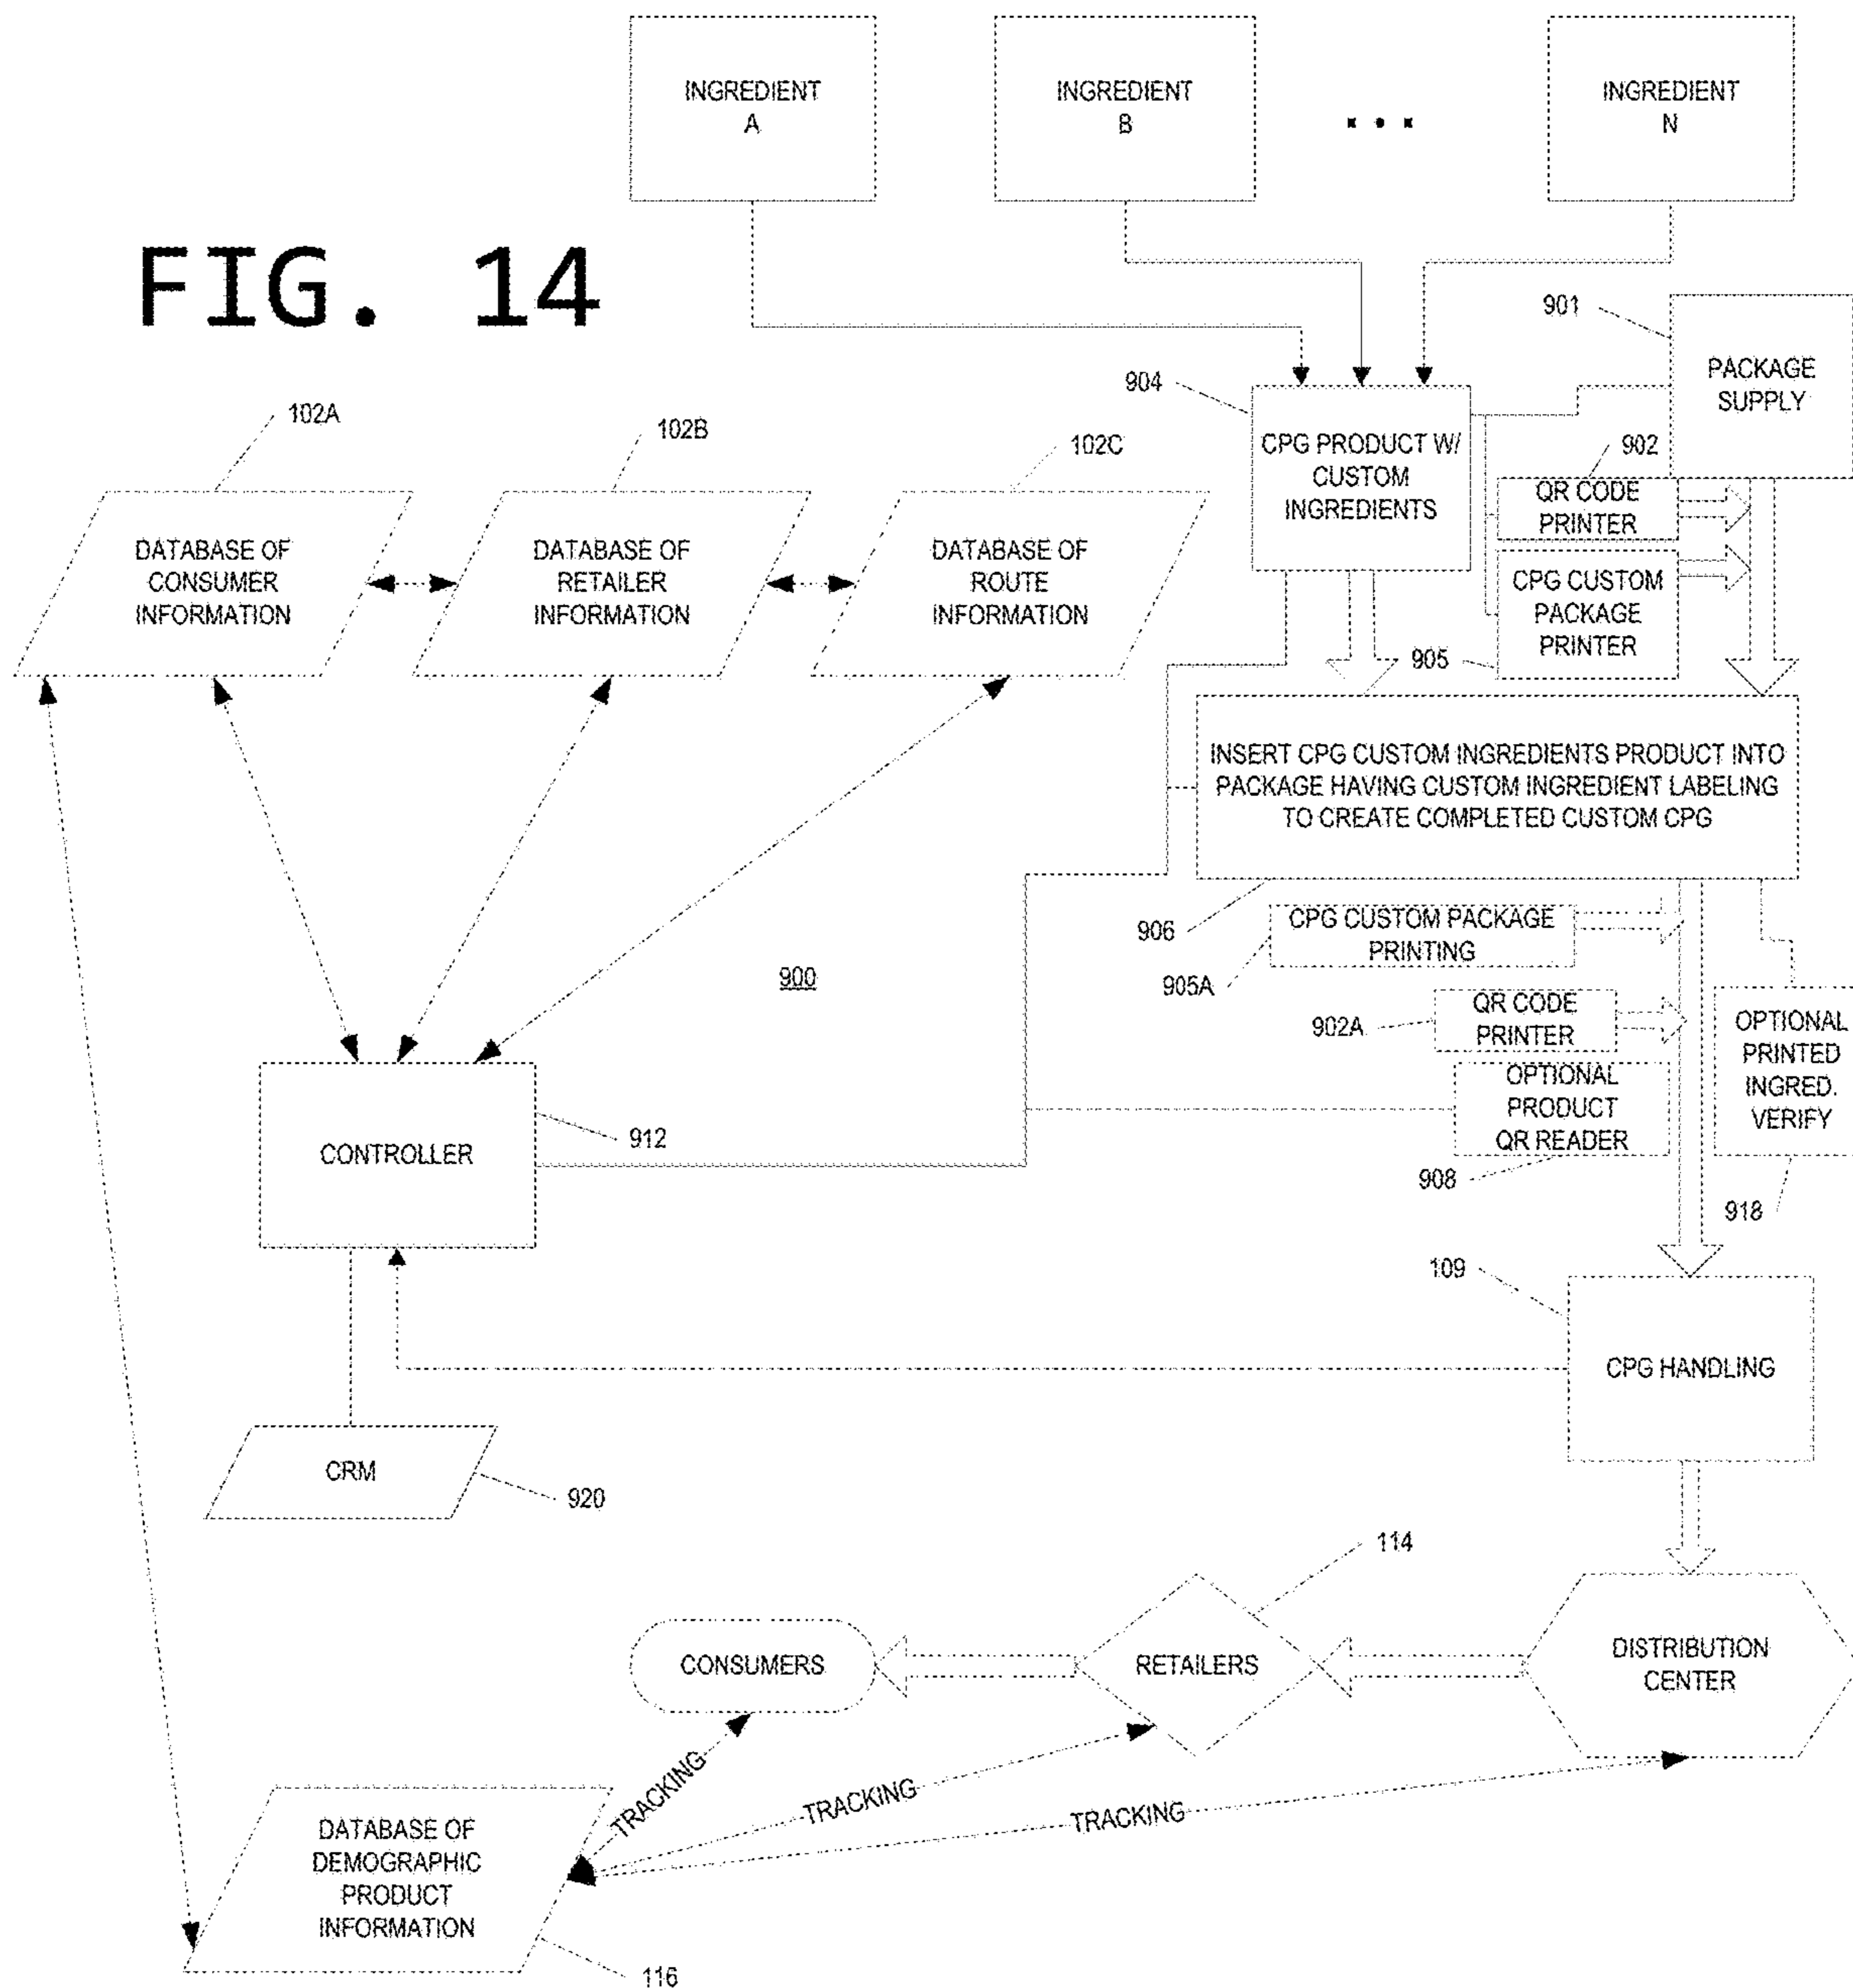 INGREDIENT
A
INGREDIENT
B
INGREDIENT
N
FIG. 14
901
PACKAGE
SUPPLY
904
CPG PRODUCT W/
CUSTOM
INGREDIENTS
902
QR CODE
PRINTER
CPG CUSTOM
PACKAGE
PRINTER
905
102A
102B
102C
DATABASE OF
CONSUMER
INFORMATION
DATABASE OF
RETAILER
INFORMATION
DATABASE OF
ROUTE
INFORMATION
INSERT CPG CUSTOM INGREDIENTS PRODUCT INTO
PACKAGE HAVING CUSTOM INGREDIENT LABELING
TO CREATE COMPLETED CUSTOM CPG
906
CPG CUSTOM PACKAGE
PRINTING
905A
900
902A
QR CODE
PRINTER
OPTIONAL
PRINTED
INGRED.
VERIFY
OPTIONAL
PRODUCT
QR READER
908
918
CONTROLLER
912
109
CPG HANDLING
CRM
920
114
CONSUMERS
RETAILERS
DISTRIBUTION
CENTER
TRACKING
TRACKING
TRACKING
DATABASE OF
DEMOGRAPHIC
PRODUCT
INFORMATION
116